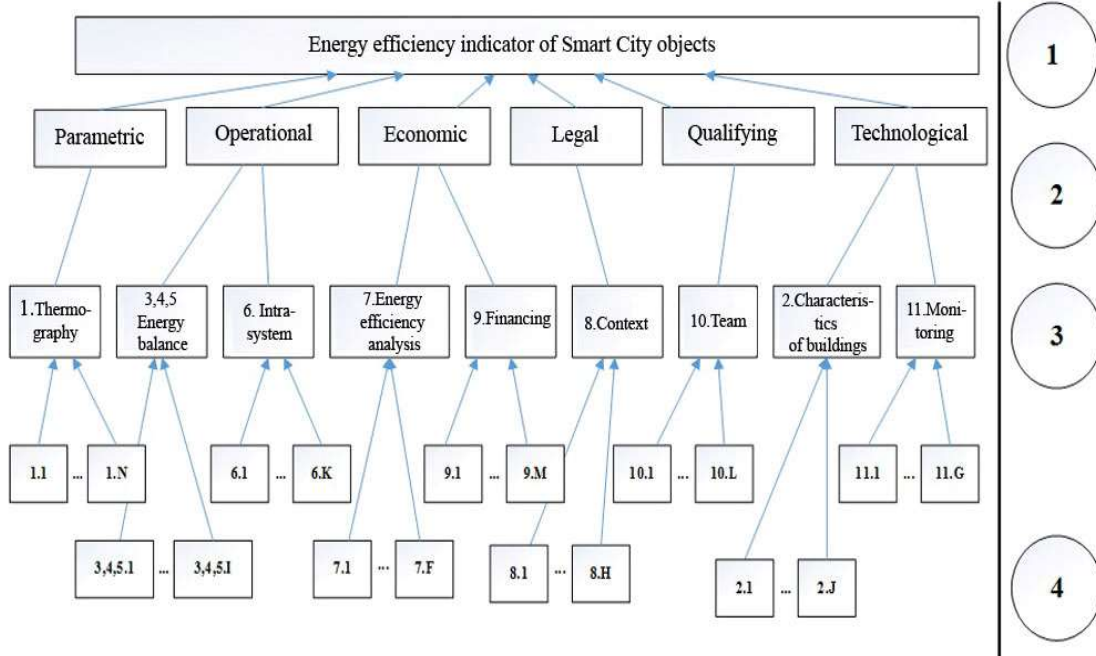 Energy efficiency indicator of Smart City objects
1
Parametric
Operational
Economic
Legal
Qualifying
Technological
2
1.Thermo-
graphy
3,4,5
Energy
balance
6. Intra-
system
7.Energy
efficiency
analysis
9.Financing
8.Context
10.Team
2.Characteris-
tics
of buildings
11.Moni-
toring
3
1.1 ... 1.N
6.1 ... 6.K
9.1 ... 9.M
10.1 ... 10.L
11.1 ... 11.G
3,4,5.1 ... 3,4,5.I
7.1 ... 7.F
8.1 ... 8.H
2.1 ... 2.J
4